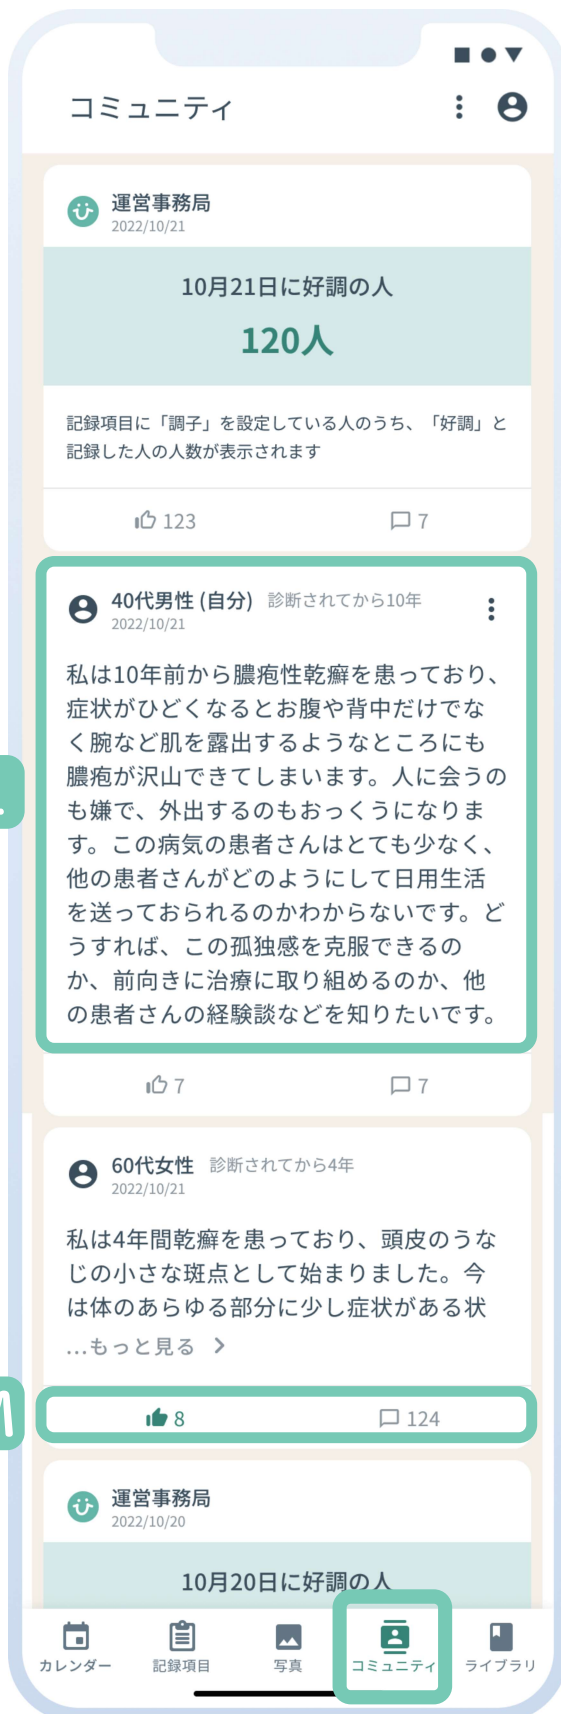 コミュニティ
運営事務局
2022/10/21
10月21日に好調の人
120人
記録項目に「調子」を設定している人のうち、「好調」と
記録した人の人数が表示されます
123
7
40代男性 (自分) 診断されてから10年
2022/10/21
私は10年前から膿疱性乾癬を患っており、
症状がひどくなるとお腹や背中だけでな
く腕など肌を露出するようなところにも
膿疱が沢山できてしまいます。人に会うの
も嫌で、外出するのもおっくうになりま
す。この病気の患者さんはとても少なく、
他の患者さんがどのようにして日用生活
を送っておられるのかわからないです。ど
うすれば、この孤独感を克服できるの
か、前向きに治療に取り組めるのか、他
の患者さんの経験談などを知りたいです。
7
7
60代女性 診断されてから4年
2022/10/21
私は4年間乾癬を患っており、頭皮のうな
じの小さな斑点として始まりました。今
は体のあらゆる部分に少し症状がある状
...もっと見る
8
124
運営事務局
2022/10/20
10月20日に好調の人
カレンダー
記録項目
写真
コミュニティ
ライブラリ